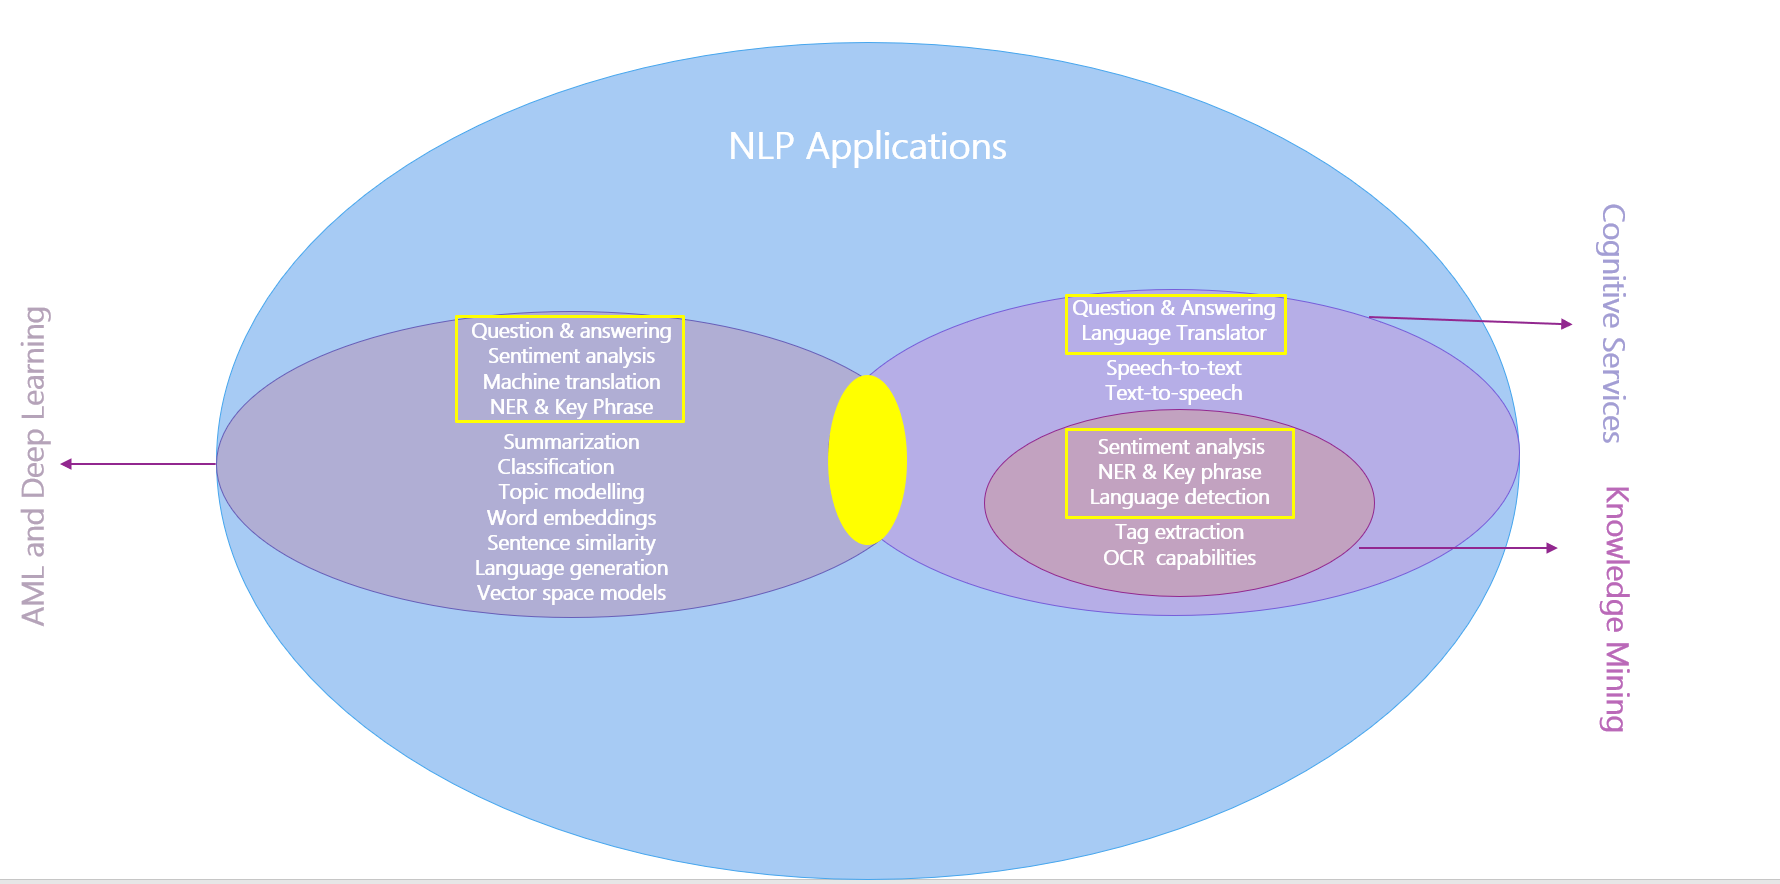 NLP Applications
AML and Deep Learning
Question & answering
Sentiment analysis
Machine translation
NER & Key Phrase
Summarization
Classification
Topic modelling
Word embeddings
Sentence similarity
Language generation
Vector space models
Question & Answering
Language Translator
Speech-to-text
Text-to-speech
Sentiment analysis
NER & Key phrase
Language detection
Tag extraction
OCR  capabilities
Cognitive Services
Knowledge Mining